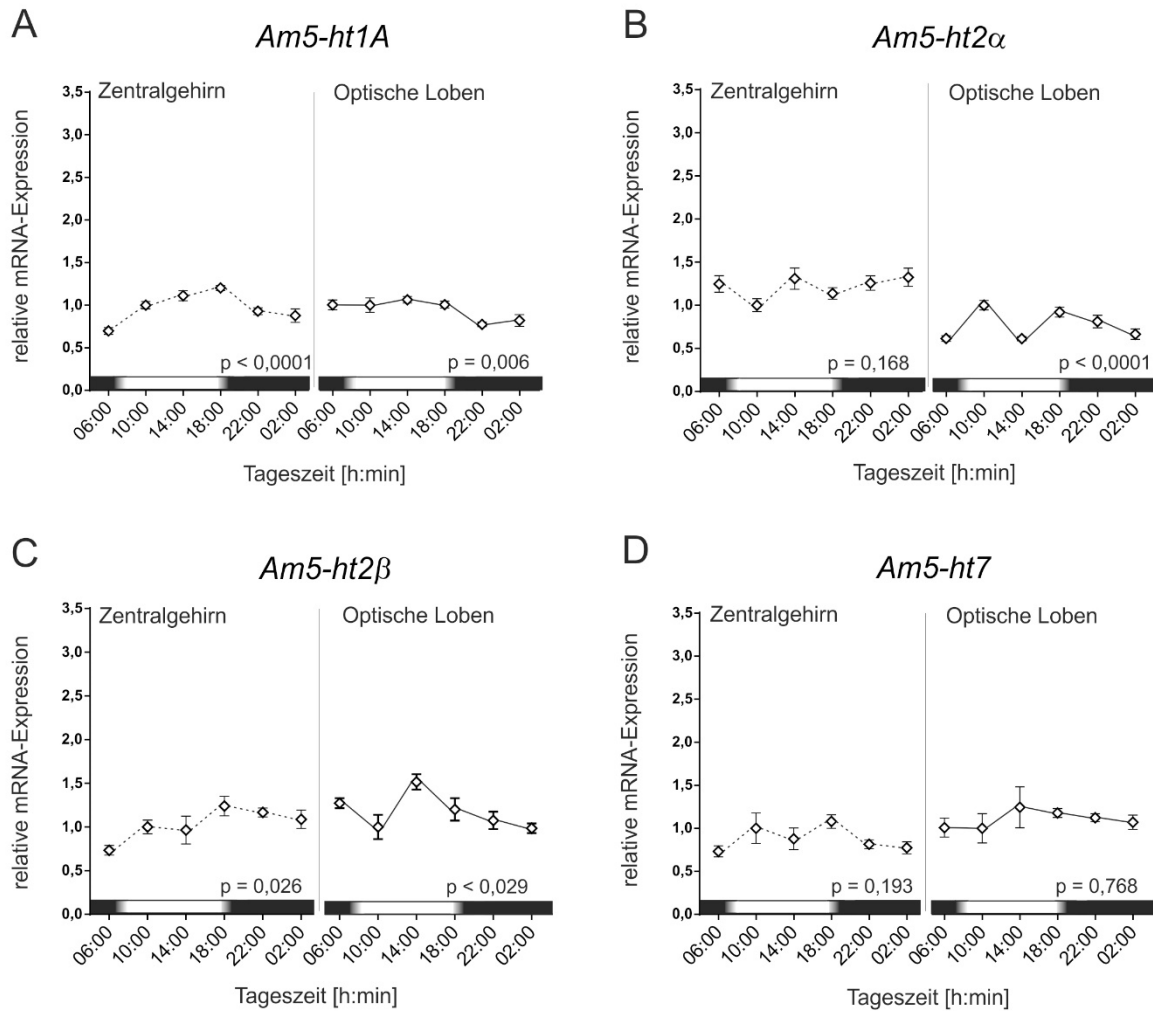 A
Am5-ht1A
Zentralgehirn
Optische Loben
relative mRNA-Expression
3,5
3,0
2,5
2,0
1,5
1,0
0,5
0,0
p < 0,0001
p = 0,006
06:00 10:00 14:00 18:00 22:00 02:00 06:00 10:00 14:00 18:00 22:00 02:00
Tageszeit [h:min]
B
Am5-ht2α
Zentralgehirn
Optische Loben
relative mRNA-Expression
3,5
3,0
2,5
2,0
1,5
1,0
0,5
0,0
p = 0,168
p < 0,0001
06:00 10:00 14:00 18:00 22:00 02:00 06:00 10:00 14:00 18:00 22:00 02:00
Tageszeit [h:min]
C
Am5-ht2β
Zentralgehirn
Optische Loben
relative mRNA-Expression
3,5
3,0
2,5
2,0
1,5
1,0
0,5
0,0
p = 0,026
p < 0,029
06:00 10:00 14:00 18:00 22:00 02:00 06:00 10:00 14:00 18:00 22:00 02:00
Tageszeit [h:min]
D
Am5-ht7
Zentralgehirn
Optische Loben
relative mRNA-Expression
3,5
3,0
2,5
2,0
1,5
1,0
0,5
0,0
p = 0,193
p = 0,768
06:00 10:00 14:00 18:00 22:00 02:00 06:00 10:00 14:00 18:00 22:00 02:00
Tageszeit [h:min]